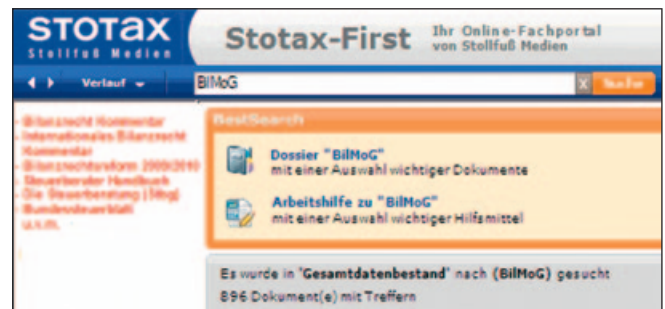 STOTAX
Stollfuß Medien
Stotax-First
Ihr Online-Fachportal
von Stollfuß Medien
Verlauf
BilMoG
X
Suche
- Bilanzrecht Kommentar
- Internationales Bilanzrecht
Kommentar
- Bilanzrechtsreform 2009/2010
- Steuerberater Handbuch
- Die Steuerberatung (Stbg)
- Bundessteuerblatt
u.v.m.
BestSearch
Dossier "BilMoG"
mit einer Auswahl wichtiger Dokumente
Arbeitshilfe zu "BilMoG"
mit einer Auswahl wichtiger Hilfsmittel
Es wurde in 'Gesamtdatenbestand' nach (BilMoG) gesucht
896 Dokument(e) mit Treffern